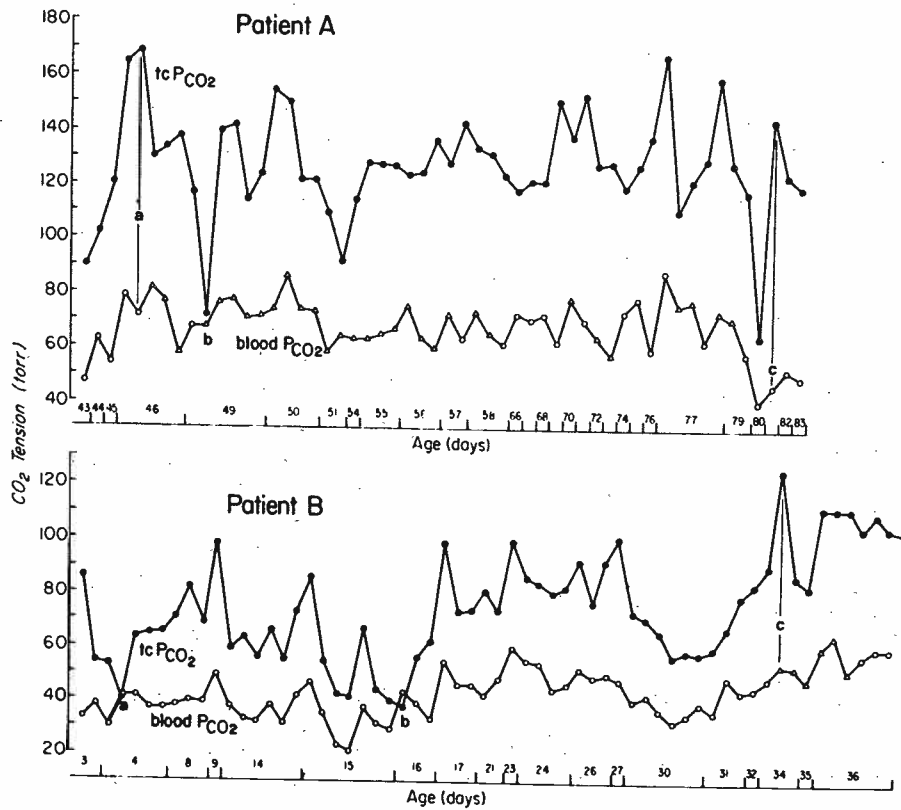 Patient A
180
160
140
120
100
80
60
40
tc PCO2
a
b
blood PCO2
c
43 44 45 46 49 50 51 54 55 56 57 58 66 68 70 72 74 76 77 79 80 82 83
Age (days)
CO2 Tension (torr)
Patient B
120
100
80
60
40
20
tc PCO2
a
blood PCO2
b
c
3 4 8 9 14 15 16 17 21 23 24 26 27 30 31 32 34 35 36
Age (days)